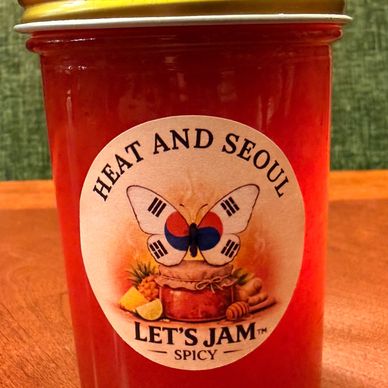 HEAT AND SEOUL
LET'S JAM™
SPICY